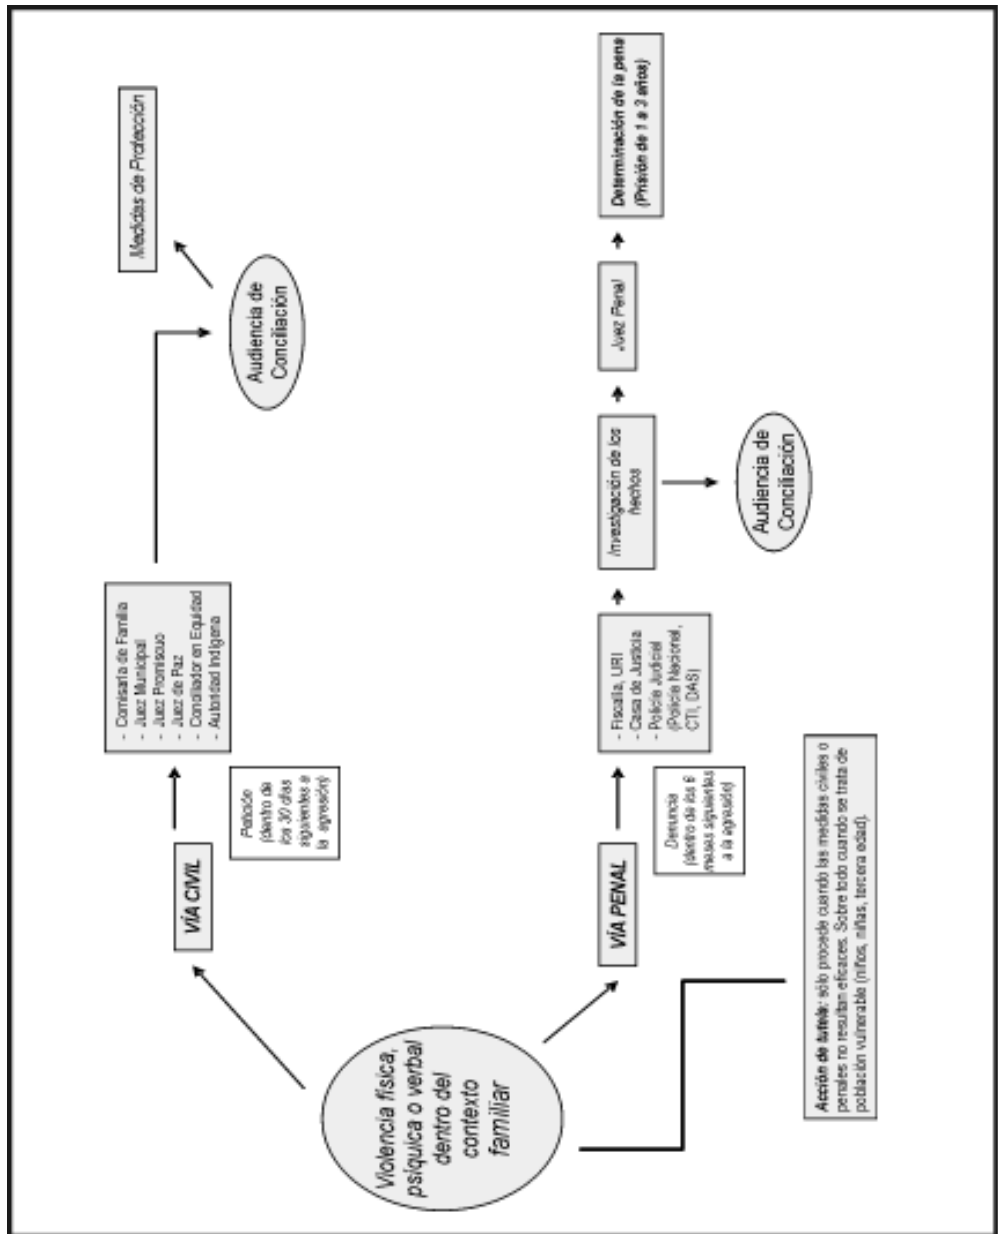 Violencia física,
psíquica o verbal
dentro del
contexto
familiar
VÍA CIVIL
Petición
(dentro de
los 30 días
siguientes a
la agresión)
- Comisaría de Familia
- Juez Municipal
- Juez Promiscuo
- Juez de Paz
- Conciliador en Equidad
- Autoridad Indígena
Audiencia de
Conciliación
Medidas de Protección
VÍA PENAL
Denuncia
(dentro de los 6
meses siguientes
a la agresión)
- Fiscalía, URI
- Casa de Justicia
- Policía Judicial
(Policía Nacional,
CTI, DAS)
Investigación de los
hechos
Audiencia de
Conciliación
Juez Penal
Determinación de la pena
(Prisión de 1 a 3 años)
Acción de tutela: sólo procede cuando las medidas civiles o
penales no resultan eficaces. Sobre todo cuando se trata de
población vulnerable (niños, niñas, tercera edad).